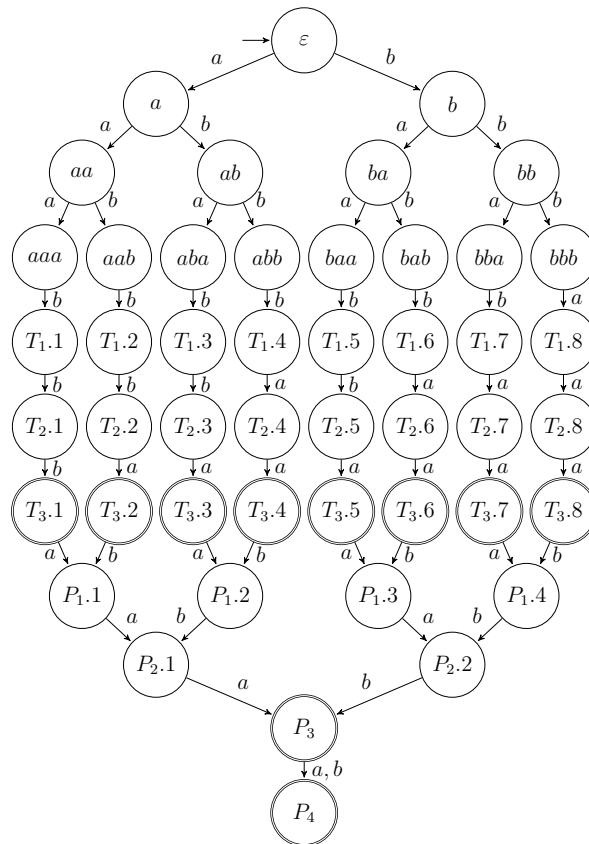 ε
a b
a b
a b a b
aa ab ba bb
a b a b a b a b
aaa aab aba abb baa bab bba bbb
b b b b b b b a
T₁.1 T₁.2 T₁.3 T₁.4 T₁.5 T₁.6 T₁.7 T₁.8
b b b a b a a a
T₂.1 T₂.2 T₂.3 T₂.4 T₂.5 T₂.6 T₂.7 T₂.8
b a a a a a a a
T₃.1 T₃.2 T₃.3 T₃.4 T₃.5 T₃.6 T₃.7 T₃.8
a b a b a b a b
P₁.1 P₁.2 P₁.3 P₁.4
a b a b
P₂.1 P₂.2
a b
P₃
a, b
P₄